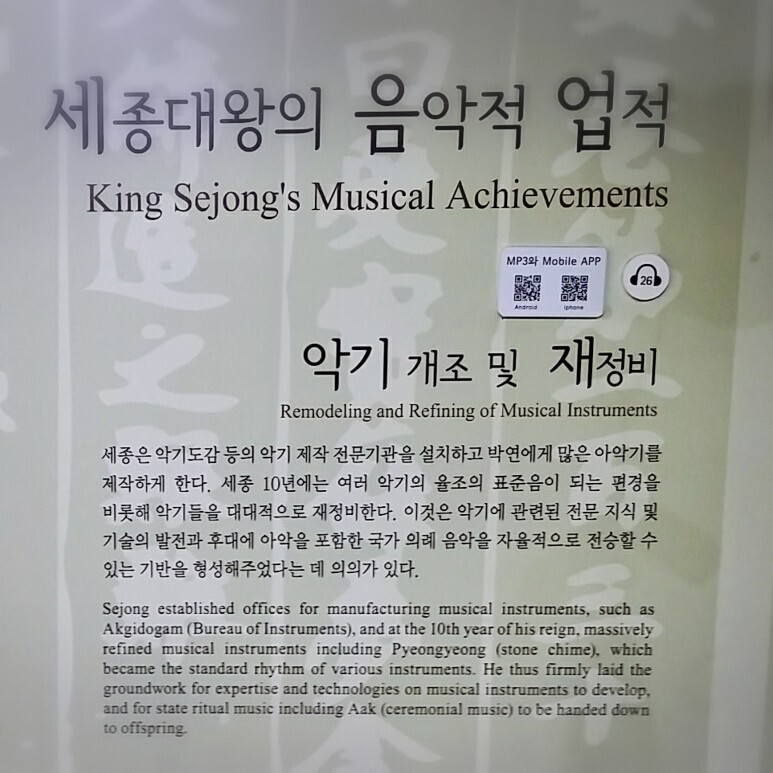 세종대왕의 음악적 업적
King Sejong's Musical Achievements
MP3와 Mobile APP
Android iphone
26
악기 개조 및 재정비
Remodeling and Refining of Musical Instruments
세종은 악기도감 등의 악기 제작 전문기관을 설치하고 박연에게 많은 아악기를
제작하게 한다. 세종 10년에는 여러 악기의 율조의 표준음이 되는 편경을
비롯해 악기들을 대대적으로 재정비한다. 이것은 악기에 관련된 전문 지식 및
기술의 발전과 후대에 아악을 포함한 국가 의례 음악을 자율적으로 전승할 수
있는 기반을 형성해주었다는 데 의의가 있다.
Sejong established offices for manufacturing musical instruments, such as
Akgidogam (Bureau of Instruments), and at the 10th year of his reign, massively
refined musical instruments including Pyeongyeong (stone chime), which
became the standard rhythm of various instruments. He thus firmly laid the
groundwork for expertise and technologies on musical instruments to develop,
and for state ritual music including Aak (ceremonial music) to be handed down
to offspring.